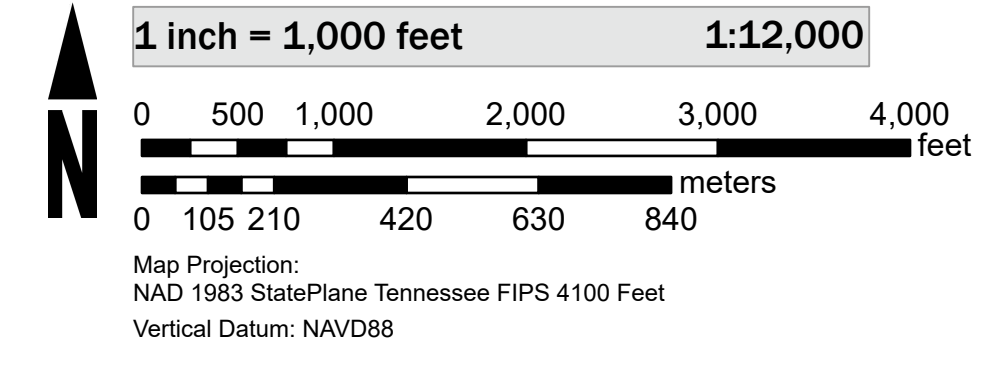 1 inch = 1,000 feet 1:12,000
0 500 1,000 2,000 3,000 4,000
feet
meters
0 105 210 420 630 840
N
Map Projection:
NAD 1983 StatePlane Tennessee FIPS 4100 Feet
Vertical Datum: NAVD88